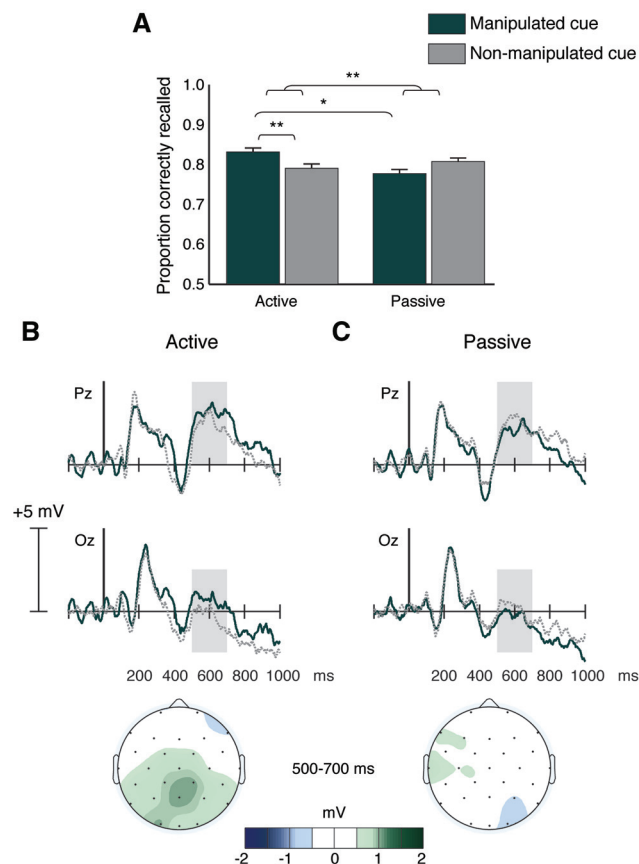 A
Manipulated cue
Non-manipulated cue
Proportion correctly recalled
1.0
0.9
0.8
0.7
0.6
0.5
**
*
**
Active
Passive
B
Active
C
Passive
Pz
Pz
+5 mV
Oz
Oz
200 400 600 800 1000 ms
200 400 600 800 1000 ms
500-700 ms
mV
-2 -1 0 1 2